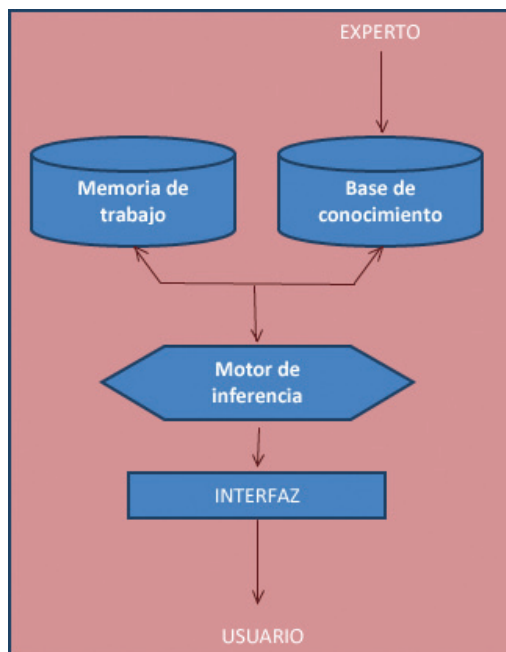 EXPERTO
Memoria de
trabajo
Base de
conocimiento
Motor de
inferencia
INTERFAZ
USUARIO